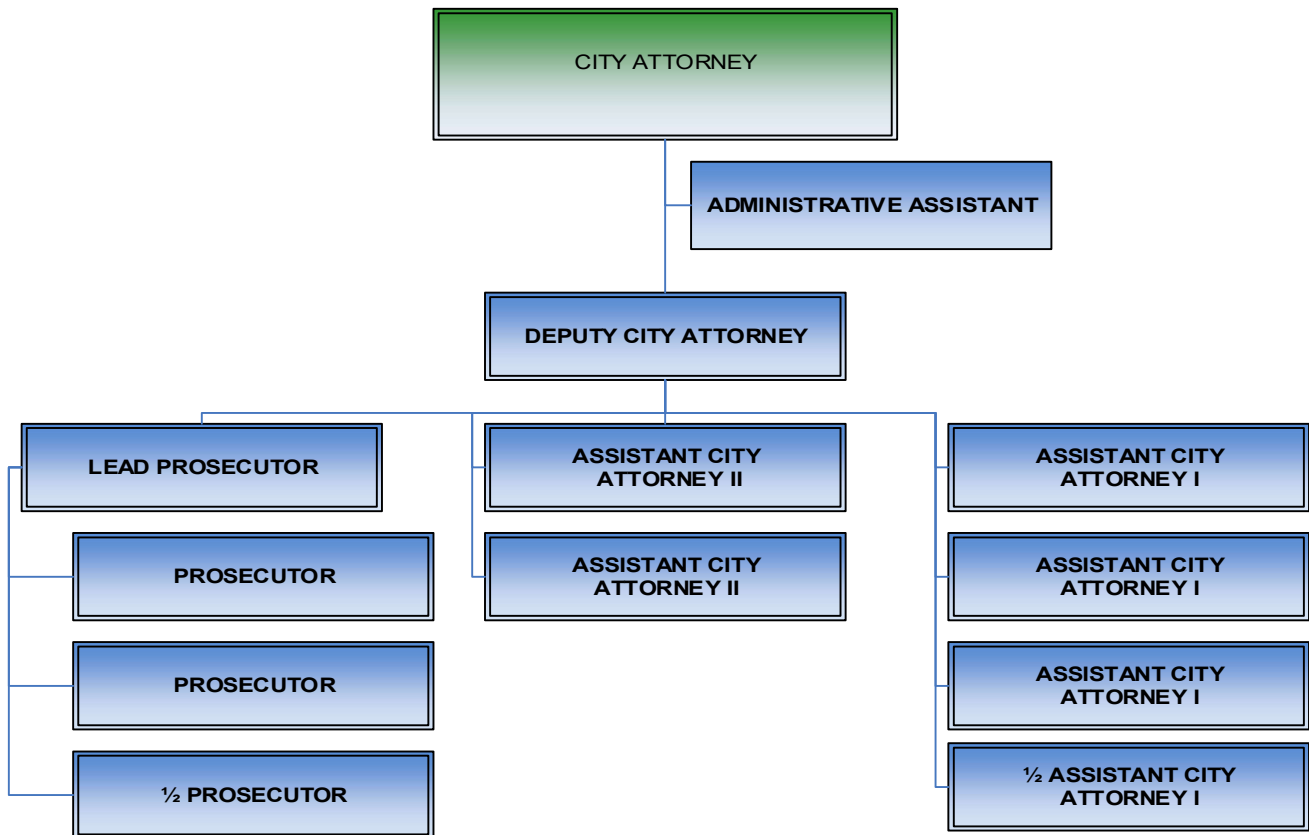 CITY ATTORNEY
ADMINISTRATIVE ASSISTANT
DEPUTY CITY ATTORNEY
LEAD PROSECUTOR
PROSECUTOR
PROSECUTOR
½ PROSECUTOR
ASSISTANT CITY
ATTORNEY II
ASSISTANT CITY
ATTORNEY II
ASSISTANT CITY
ATTORNEY I
ASSISTANT CITY
ATTORNEY I
ASSISTANT CITY
ATTORNEY I
½ ASSISTANT CITY
ATTORNEY I